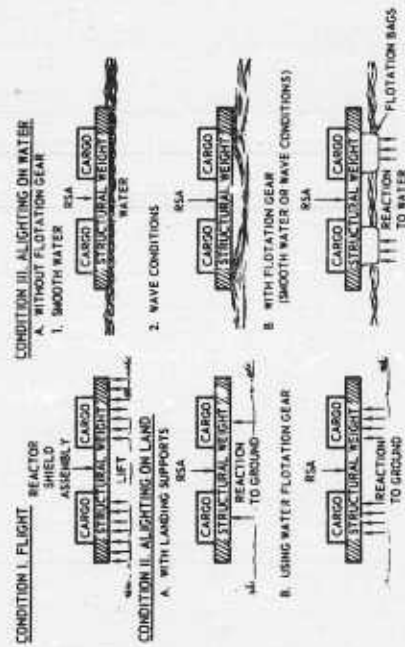 CONDITION I. FLIGHT
REACTOR
SHIELD
ASSEMBLY
CARGO
CARGO
STRUCTURAL WEIGHT
LIFT
CONDITION II. ALIGHTING ON LAND
A. WITH LANDING SUPPORTS
RSA
CARGO
CARGO
STRUCTURAL WEIGHT
REACTION
TO GROUND
B. USING WATER FLOTATION GEAR
RSA
CARGO
CARGO
STRUCTURAL WEIGHT
REACTION
TO GROUND
CONDITION III. ALIGHTING ON WATER
A. WITHOUT FLOTATION GEAR
1. SMOOTH WATER
RSA
CARGO
CARGO
STRUCTURAL WEIGHT
WATER
2. WAVE CONDITIONS
RSA
CARGO
CARGO
STRUCTURAL WEIGHT
B. WITH FLOTATION GEAR
(SMOOTH WATER OR WAVE CONDITIONS)
RSA
CARGO
CARGO
STRUCTURAL WEIGHT
REACTION
TO WATER
FLOTATION BAGS